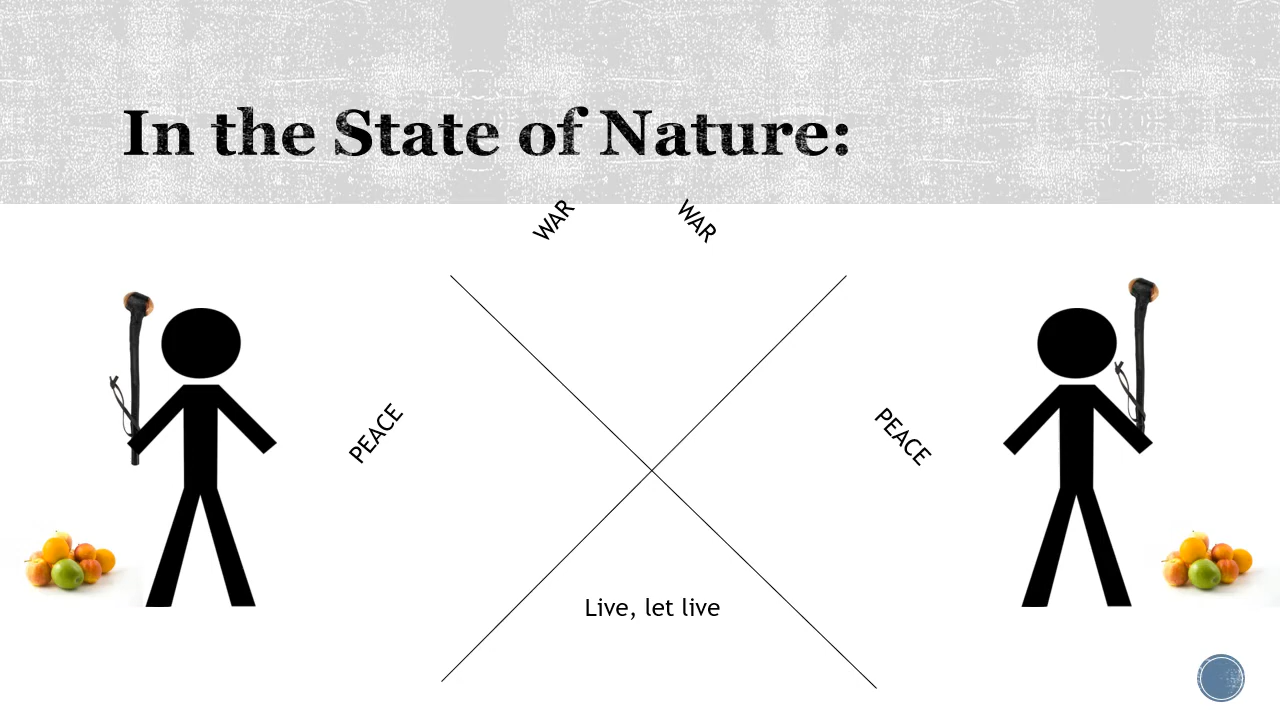 In the State of Nature:
WAR
WAR
PEACE
PEACE
Live, let live